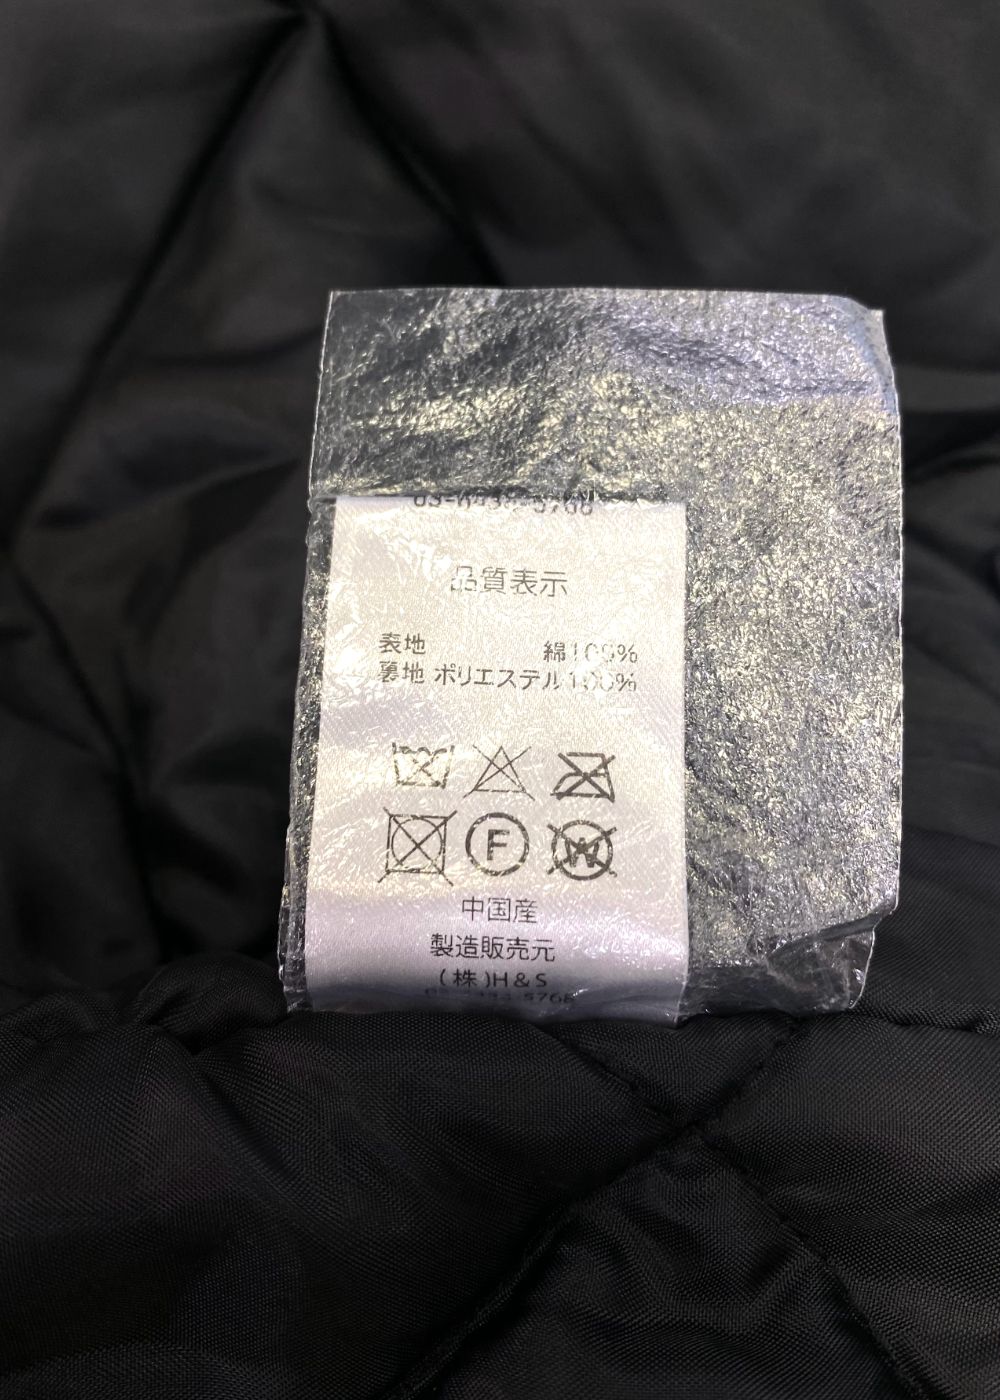 品質表示
表地 綿100%
裏地 ポリエステル100%
F
W
中国産
製造販売元
(株)H&S